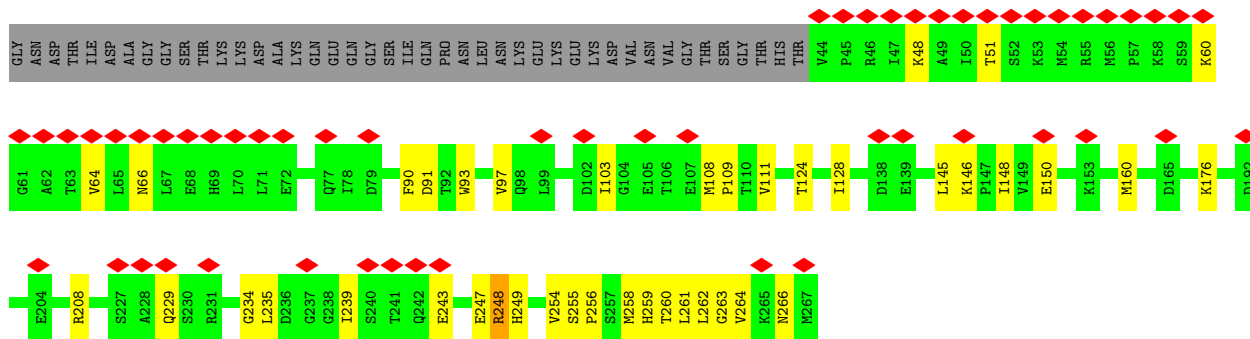 GLY ASN ASP THR ILE ASP ALA GLY GLY SER THR LYS LYS ASP ALA LYS GLN GLU GLN GLY SER ILE GLN PRO ASN LEU ASN LYS GLU LYS GLU LYS ASP VAL ASN VAL GLY THR SER GLY THR HIS THR V44 P45 R46 I47 K48 A49 I50 T51 S52 K53 M54 R55 M56 P57 K58 S59 K60
G61 A62 T63 V64 L65 N66 L67 E68 H69 L70 L71 E72 Q77 I78 D79 F90 D91 T92 W93 V97 Q98 L99 D102 I103 G104 E105 T106 E107 M108 P109 T110 V111 T124 I128 D138 E139 L145 K146 P147 I148 V149 E150 K153 M160 D165 K176 D192
E204 R208 S227 A228 Q229 S230 R231 G234 L235 D236 G237 G238 I239 S240 T241 Q242 E243 E247 R248 H249 V254 S255 P256 S257 M258 H259 T260 L261 L262 G263 V264 K265 N266 M267